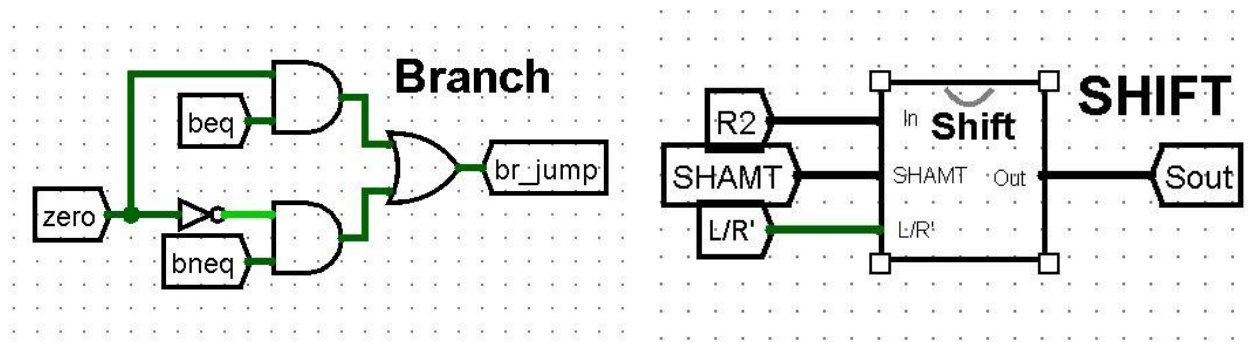 Branch
beq
br_jump
zero
bneq
SHIFT
R2
In
Shift
SHAMT
SHAMT
Out
Sout
L/R'
L/R'